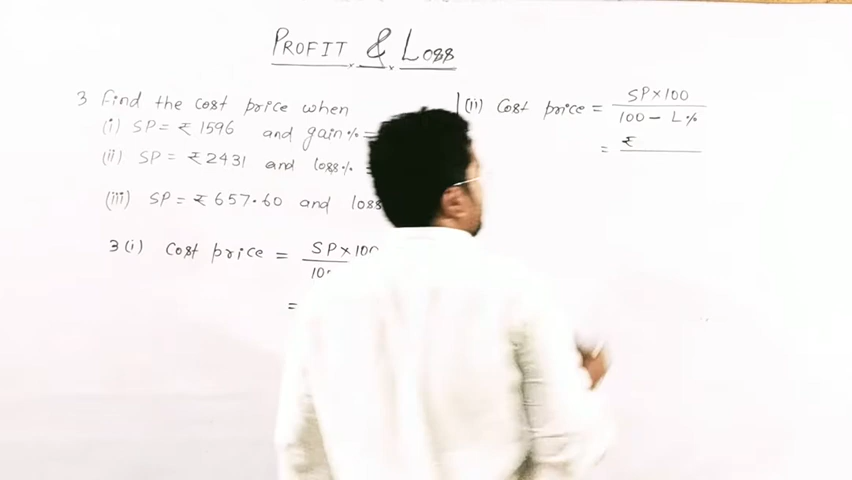 PROFIT & LOSS
3 Find the cost price when
(i) SP = ₹ 1596 and gain% =
(ii) SP = ₹ 2431 and loss% =
(iii) SP = ₹ 657.60 and loss
3 (i) Cost price = SP × 100
=
(ii) Cost price = SP × 100
100 - L%
= ₹